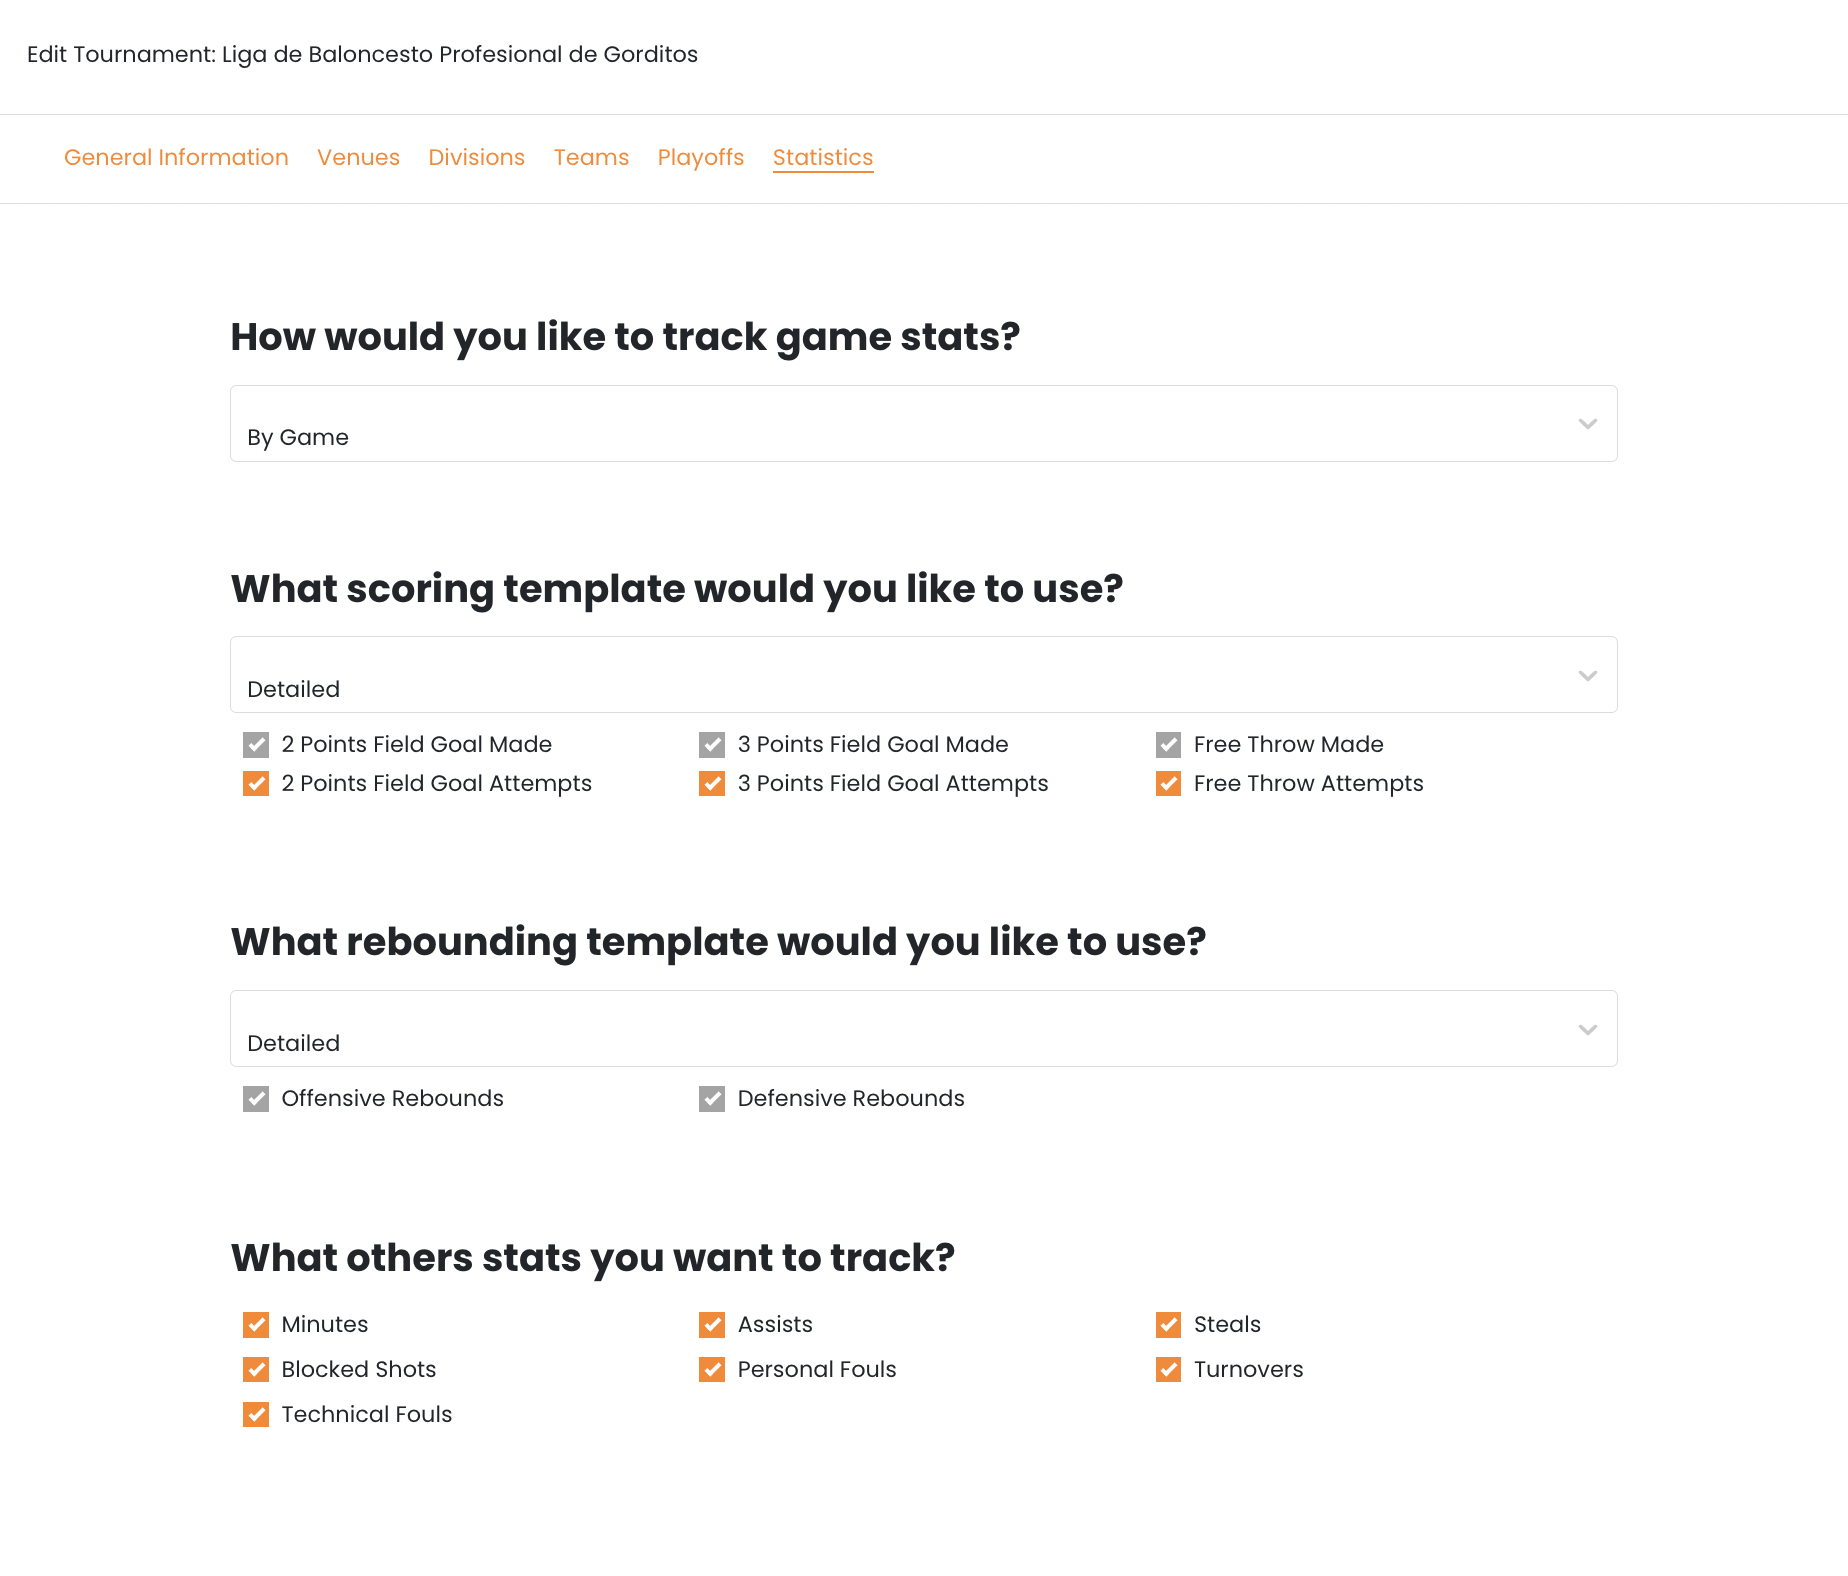 Edit Tournament: Liga de Baloncesto Profesional de Gorditos
General Information Venues Divisions Teams Playoffs Statistics
How would you like to track game stats?
By Game
What scoring template would you like to use?
Detailed
2 Points Field Goal Made 3 Points Field Goal Made Free Throw Made
2 Points Field Goal Attempts 3 Points Field Goal Attempts Free Throw Attempts
What rebounding template would you like to use?
Detailed
Offensive Rebounds Defensive Rebounds
What others stats you want to track?
Minutes Assists Steals
Blocked Shots Personal Fouls Turnovers
Technical Fouls